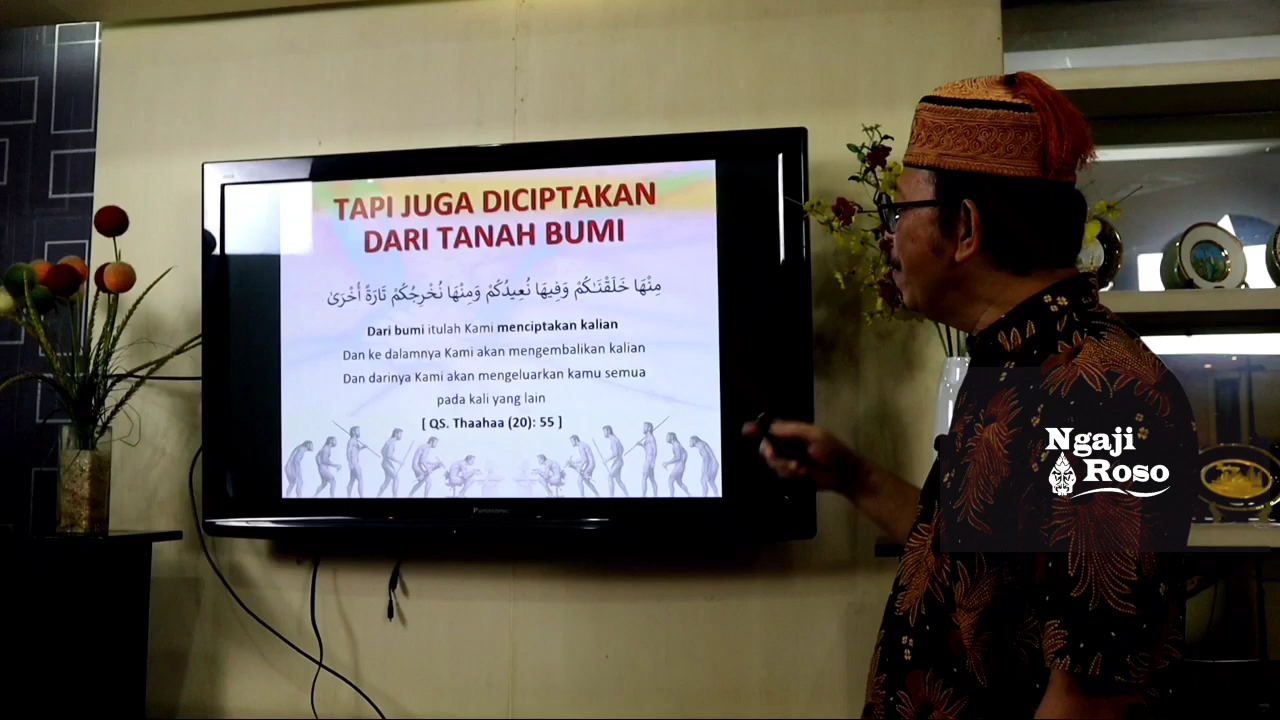 TAPI JUGA DICIPTAKAN
DARI TANAH BUMI
مِنْهَا خَلَقْنَٰكُمْ وَفِيهَا نُعِيدُكُمْ وَمِنْهَا نُخْرِجُكُمْ تَارَةً أُخْرَىٰ
Dari bumi itulah Kami menciptakan kalian
Dan ke dalamnya Kami akan mengembalikan kalian
Dan darinya Kami akan mengeluarkan kamu semua
pada kali yang lain
[ QS. Thaahaa (20): 55 ]
Panasonic
Ngaji
Roso